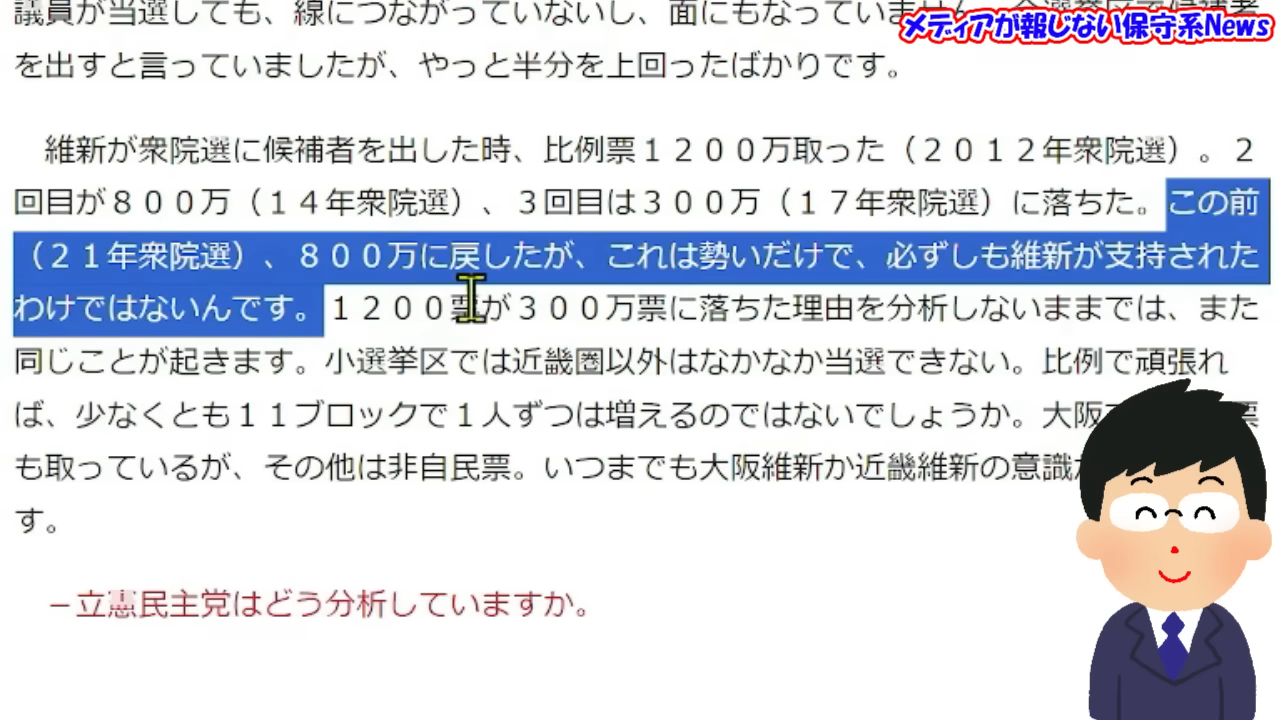 議員が当選しても、線につながっていないし、面にもなっていません
メディアが報じない保守系News
を出すと言っていましたが、やっと半分を上回ったばかりです。
維新が衆院選に候補者を出した時、比例票１２００万取った（２０１２年衆院選）。２
回目が８００万（１４年衆院選）、３回目は３００万（１７年衆院選）に落ちた。この前
（２１年衆院選）、８００万に戻したが、これは勢いだけで、必ずしも維新が支持された
わけではないんです。１２００票が３００万票に落ちた理由を分析しないままでは、また
同じことが起きます。小選挙区では近畿圏以外はなかなか当選できない。比例で頑張れ
ば、少なくとも１１ブロックで１人ずつは増えるのではないでしょうか。大阪
も取っているが、その他は非自民票。いつまでも大阪維新か近畿維新の意識
す。
－立憲民主党はどう分析していますか。